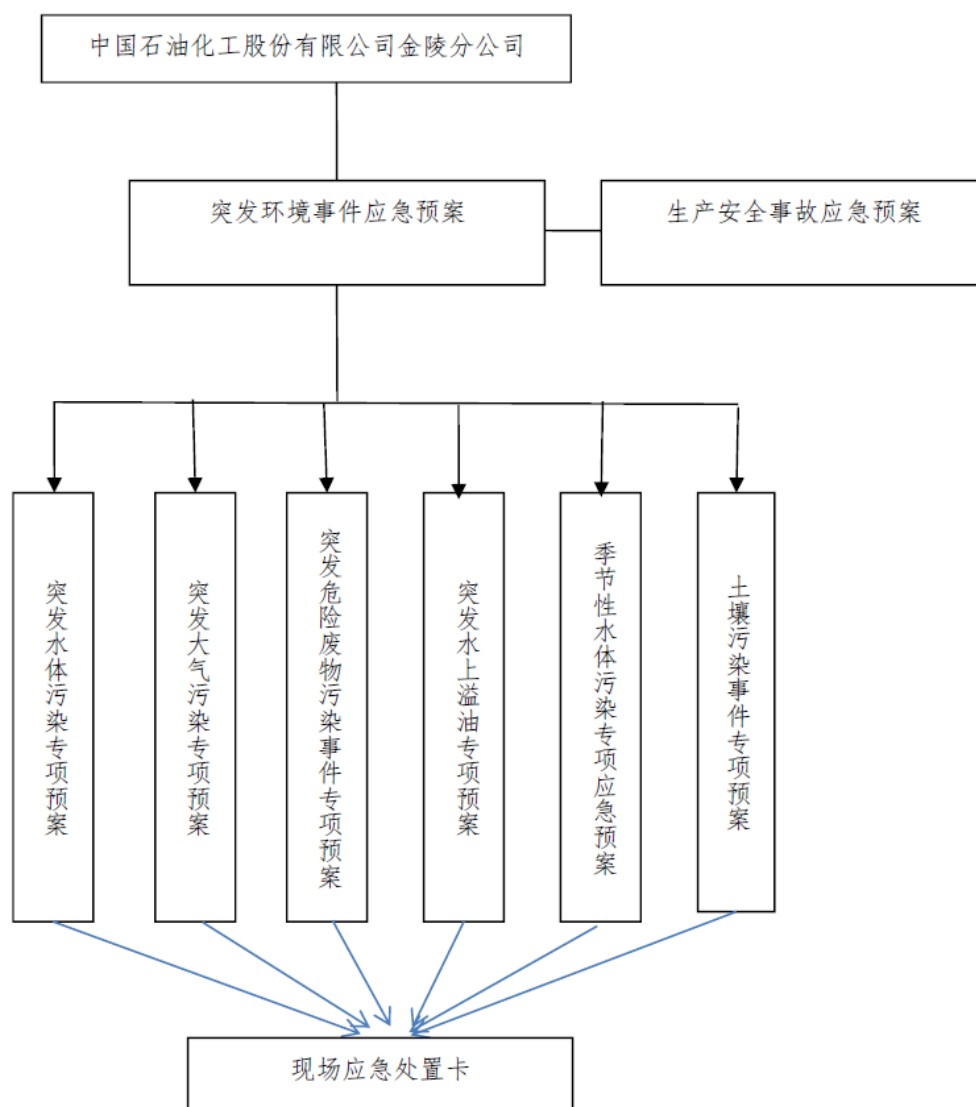 中国石油化工股份有限公司金陵分公司
突发环境事件应急预案
生产安全事故应急预案
突发水体污染专项预案
突发大气污染专项预案
突发危险废物污染事件专项预案
突发水上溢油专项预案
季节性水体污染专项应急预案
土壤污染事件专项预案
现场应急处置卡